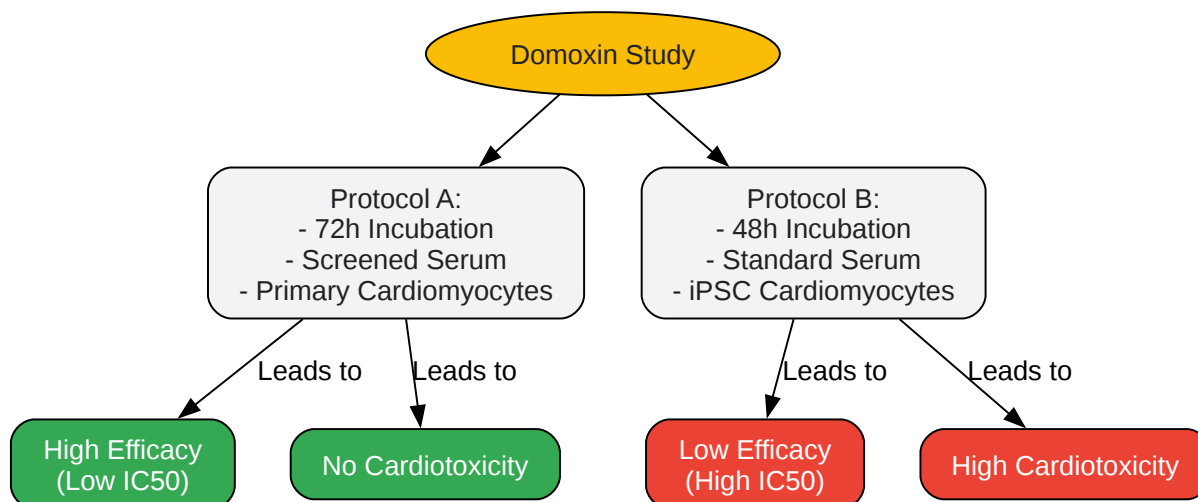 Domoxin Study
Protocol A:
- 72h Incubation
- Screened Serum
- Primary Cardiomyocytes
Protocol B:
- 48h Incubation
- Standard Serum
- iPSC Cardiomyocytes
Leads to
Leads to
Leads to
Leads to
High Efficacy
(Low IC50)
No Cardiotoxicity
Low Efficacy
(High IC50)
High Cardiotoxicity